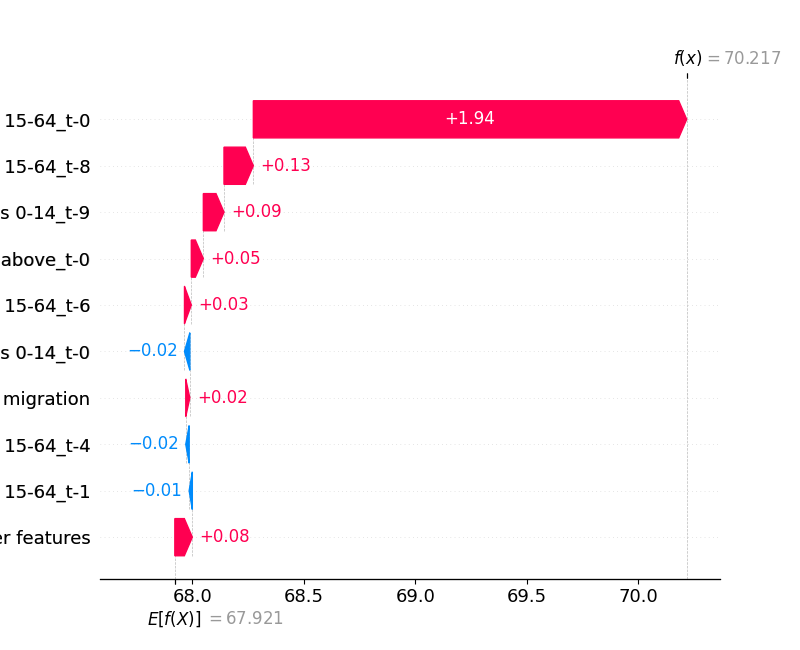 f(x) = 70.217
15-64_t-0
+1.94
15-64_t-8
+0.13
s 0-14_t-9
+0.09
above_t-0
+0.05
15-64_t-6
+0.03
s 0-14_t-0
−0.02
migration
+0.02
15-64_t-4
−0.02
15-64_t-1
−0.01
er features
+0.08
68.0 68.5 69.0 69.5 70.0
E[f(X)] = 67.921